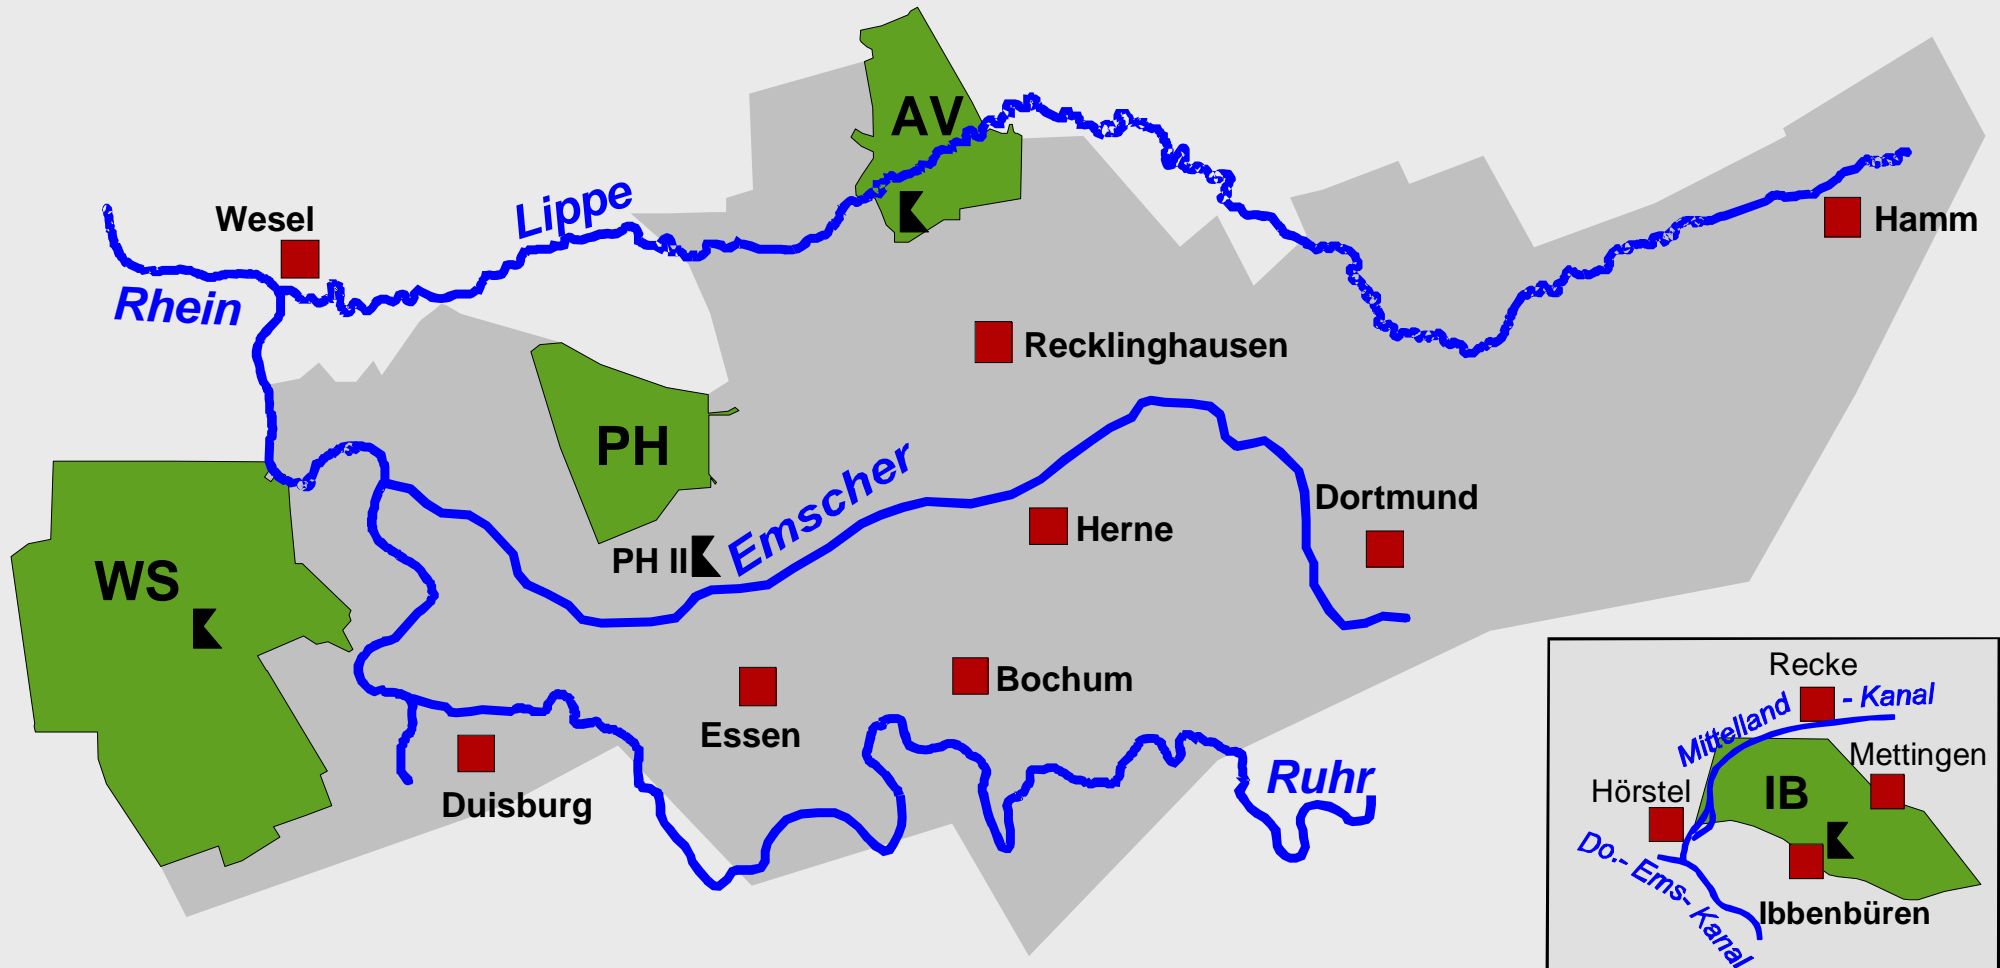 AV
Lippe
Wesel
Hamm
Rhein
Recklinghausen
PH
Emscher
Dortmund
Herne
PH II
WS
Recke
Bochum
Mittelland - Kanal
Essen
Mettingen
Ruhr
Hörstel
IB
Duisburg
Do.- Ems- Kanal
Ibbenbüren